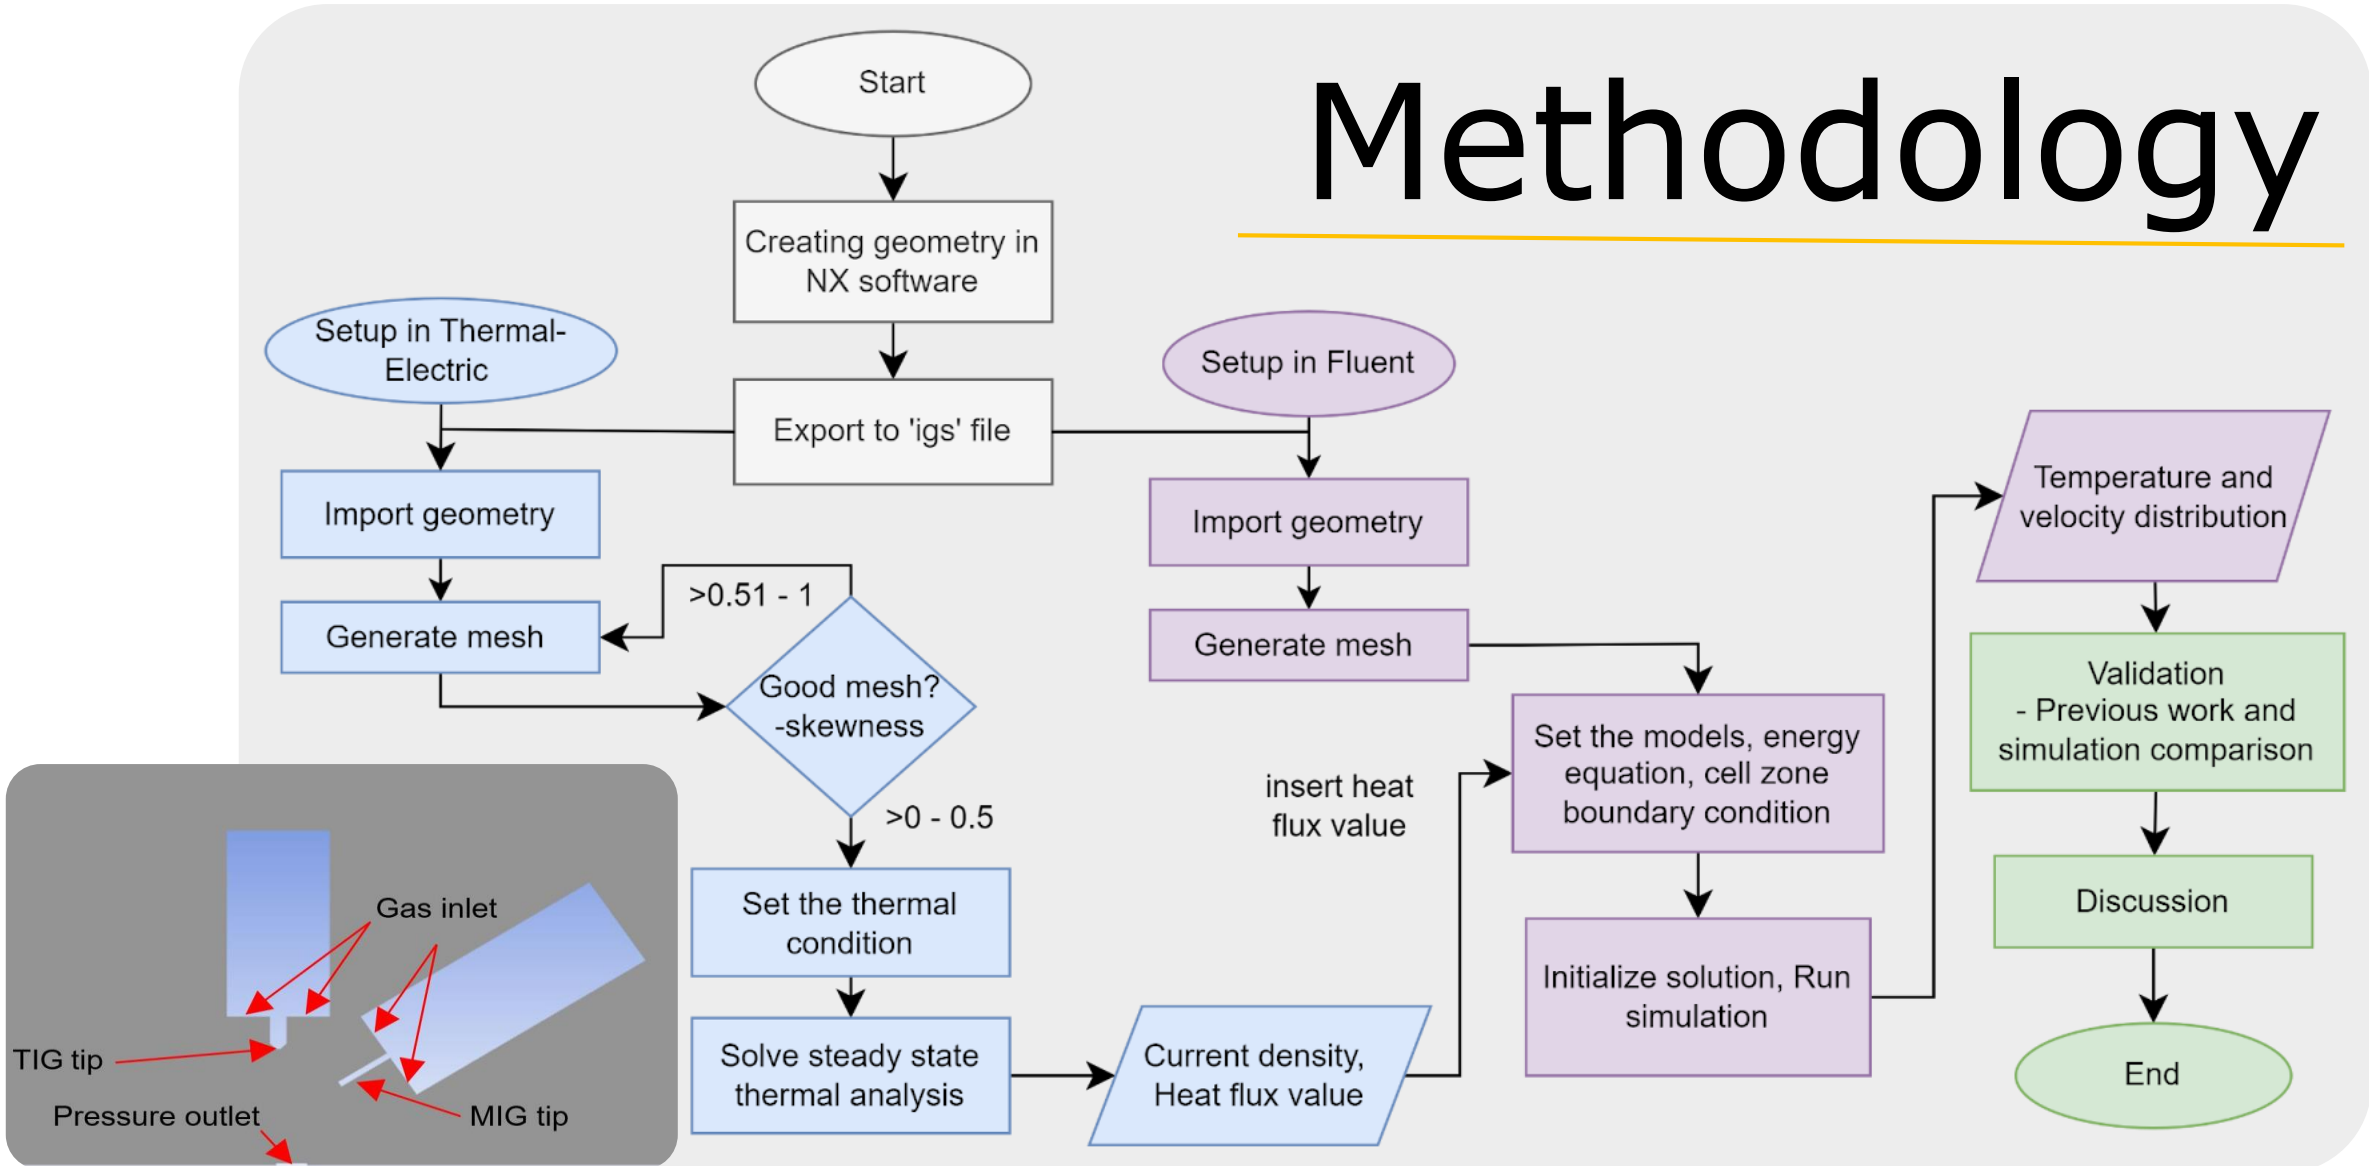 Methodology
Start
Creating geometry in
NX software
Export to 'igs' file
Setup in Thermal-
Electric
Import geometry
Generate mesh
>0.51 - 1
Good mesh?
-skewness
>0 - 0.5
Set the thermal
condition
Solve steady state
thermal analysis
Current density,
Heat flux value
insert heat
flux value
Setup in Fluent
Import geometry
Generate mesh
Set the models, energy
equation, cell zone
boundary condition
Initialize solution, Run
simulation
Temperature and
velocity distribution
Validation
- Previous work and
simulation comparison
Discussion
End
Gas inlet
TIG tip
Pressure outlet
MIG tip